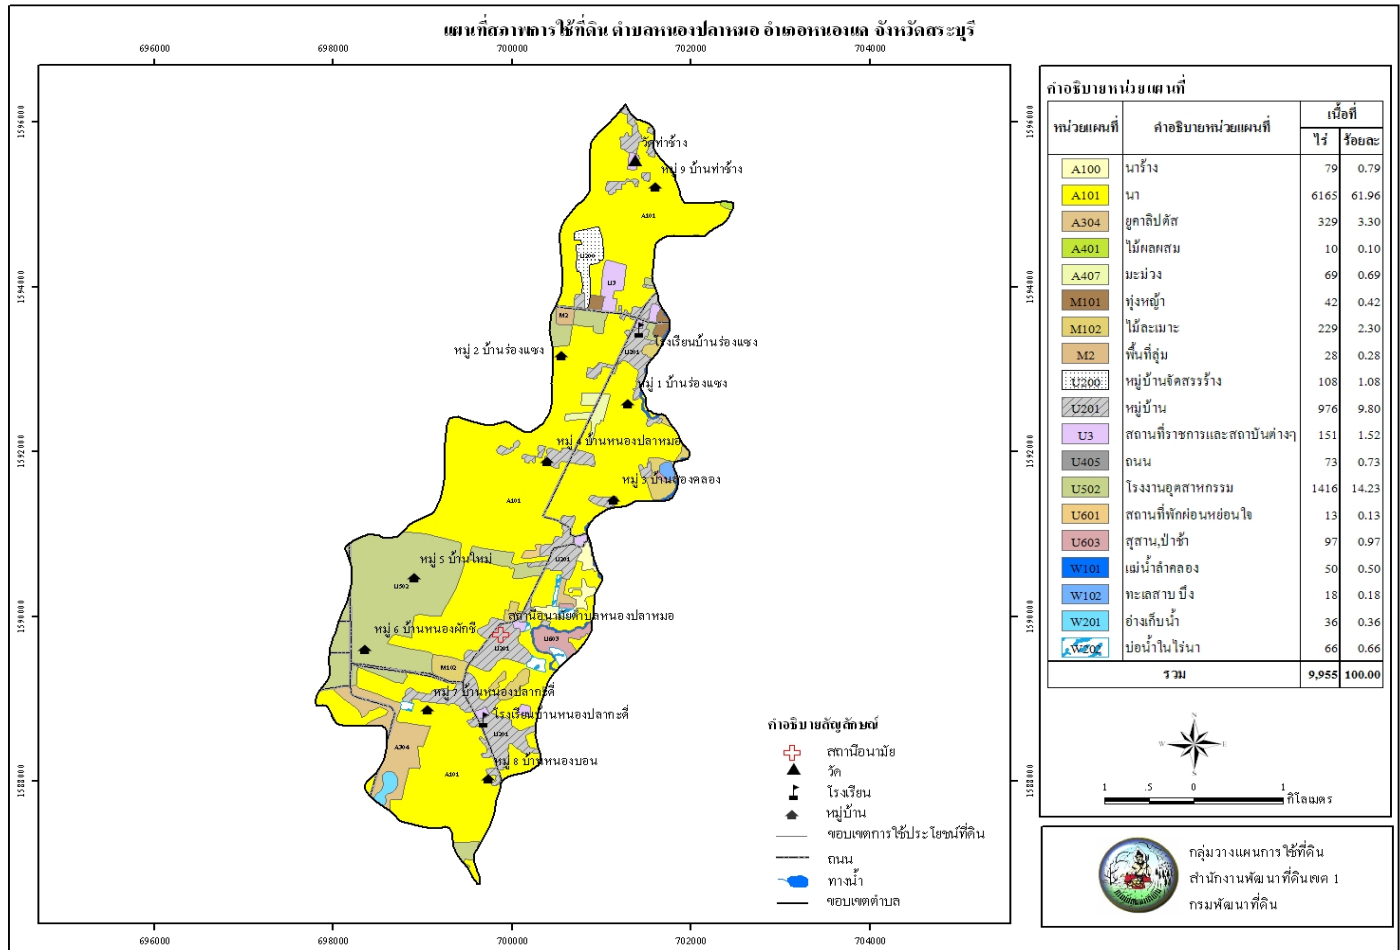 แผนที่สภาพการใช้ที่ดิน ตำบลหนองปลาหมอ อำเภอหนองแค จังหวัดสระบุรี
696000 698000 700000 702000 704000
1596000 1596000
1594000 1594000
1592000 1592000
1590000 1590000
1588000 1588000
วัดท่าช้าง
หมู่ 9 บ้านท่าช้าง
A101
U200
U3
M2
โรงเรียนบ้านร่องแซง
หมู่ 2 บ้านร่องแซง
U201
หมู่ 1 บ้านร่องแซง
หมู่ 4 บ้านหนองปลาหมอ
หมู่ 3 บ้านสองคลอง
A101
หมู่ 5 บ้านใหม่
U201
U502
สถานีอนามัยตำบลหนองปลาหมอ
หมู่ 6 บ้านหนองผักชี
U603
U201
M102
หมู่ 7 บ้านหนองปลากะดี่
โรงเรียนบ้านหนองปลากะดี่
U201
A304
หมู่ 8 บ้านหนองบอน
A101
คำอธิบายสัญลักษณ์
สถานีอนามัย
วัด
โรงเรียน
หมู่บ้าน
ขอบเขตการใช้ประโยชน์ที่ดิน
ถนน
ทางน้ำ
ขอบเขตตำบล
696000 698000 700000 702000 704000
คำอธิบายหน่วยแผนที่
หน่วยแผนที่ คำอธิบายหน่วยแผนที่ เนื้อที่
ไร่ ร้อยละ
A100 นาร้าง 79 0.79
A101 นา 6165 61.96
A304 ยูคาลิปตัส 329 3.30
A401 ไม้ผลผสม 10 0.10
A407 มะม่วง 69 0.69
M101 ทุ่งหญ้า 42 0.42
M102 ไม้ละเมาะ 229 2.30
M2 พื้นที่ลุ่ม 28 0.28
U200 หมู่บ้านจัดสรรร้าง 108 1.08
U201 หมู่บ้าน 976 9.80
U3 สถานที่ราชการและสถาบันต่างๆ 151 1.52
U405 ถนน 73 0.73
U502 โรงงานอุตสาหกรรม 1416 14.23
U601 สถานที่พักผ่อนหย่อนใจ 13 0.13
U603 สุสาน,ป่าช้า 97 0.97
W101 แม่น้ำลำคลอง 50 0.50
W102 ทะเลสาบ บึง 18 0.18
W201 อ่างเก็บน้ำ 36 0.36
W202 บ่อน้ำในไร่นา 66 0.66
รวม 9,955 100.00
N
W E
S
1 .5 0 1
กิโลเมตร
กลุ่มวางแผนการใช้ที่ดิน
สำนักงานพัฒนาที่ดินเขต 1
กรมพัฒนาที่ดิน